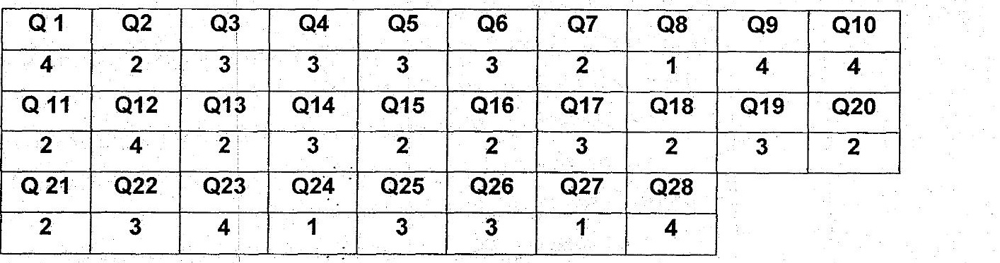 Q 1 Q2 Q3 Q4 Q5 Q6 Q7 Q8 Q9 Q10
4 2 3 3 3 3 2 1 4 4
Q 11 Q12 Q13 Q14 Q15 Q16 Q17 Q18 Q19 Q20
2 4 2 3 2 2 3 2 3 2
Q 21 Q22 Q23 Q24 Q25 Q26 Q27 Q28
2 3 4 1 3 3 1 4